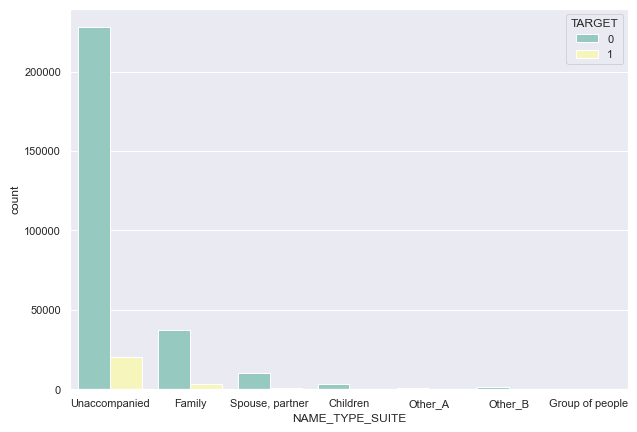 TARGET
0
1
200000
150000
100000
50000
0
count
Unaccompanied Family Spouse, partner Children Other_A Other_B Group of people
NAME_TYPE_SUITE